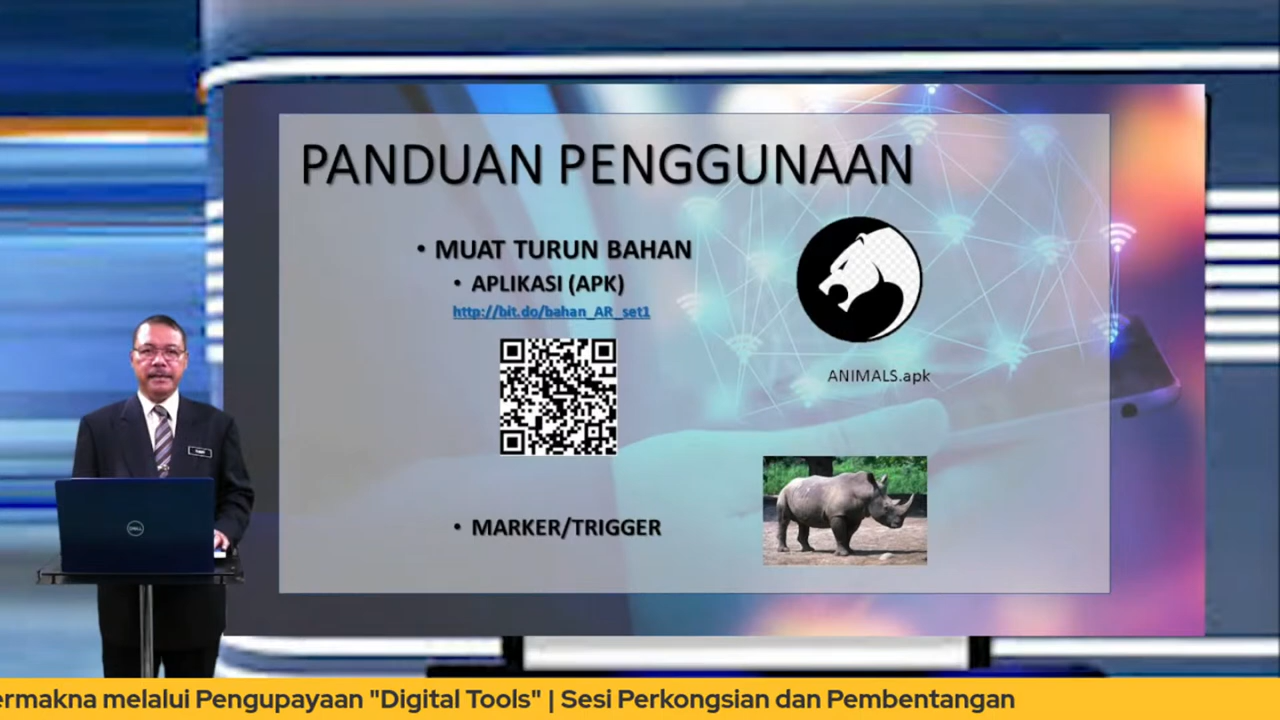 PANDUAN PENGGUNAAN
• MUAT TURUN BAHAN
• APLIKASI (APK)
http://bit.do/bahan_AR_set1
ANIMALS.apk
• MARKER/TRIGGER
DELL
ermakna melalui Pengupayaan "Digital Tools" | Sesi Perkongsian dan Pembentangan